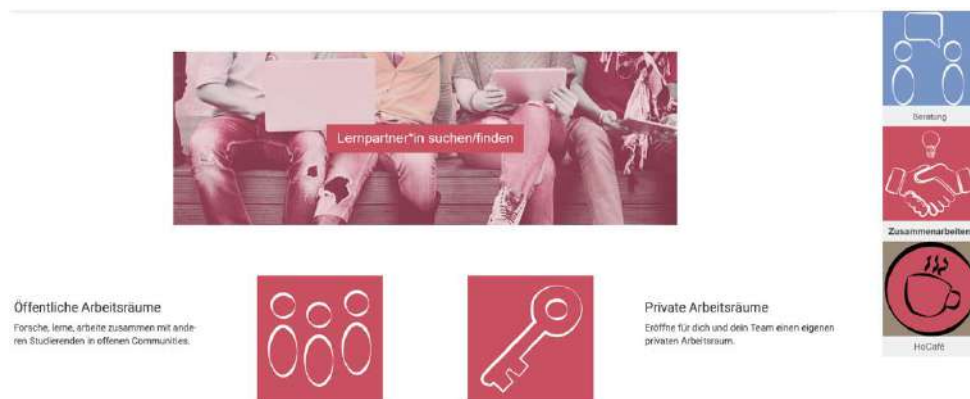 Lernpartner*in suchen/finden
Öffentliche Arbeitsräume
Forsche, lerne, arbeite zusammen mit ande-
ren Studierenden in offenen Communities.
Private Arbeitsräume
Eröffne für dich und dein Team einen eigenen
privaten Arbeitsraum.
Beratung
Zusammenarbeiten
HoCafé